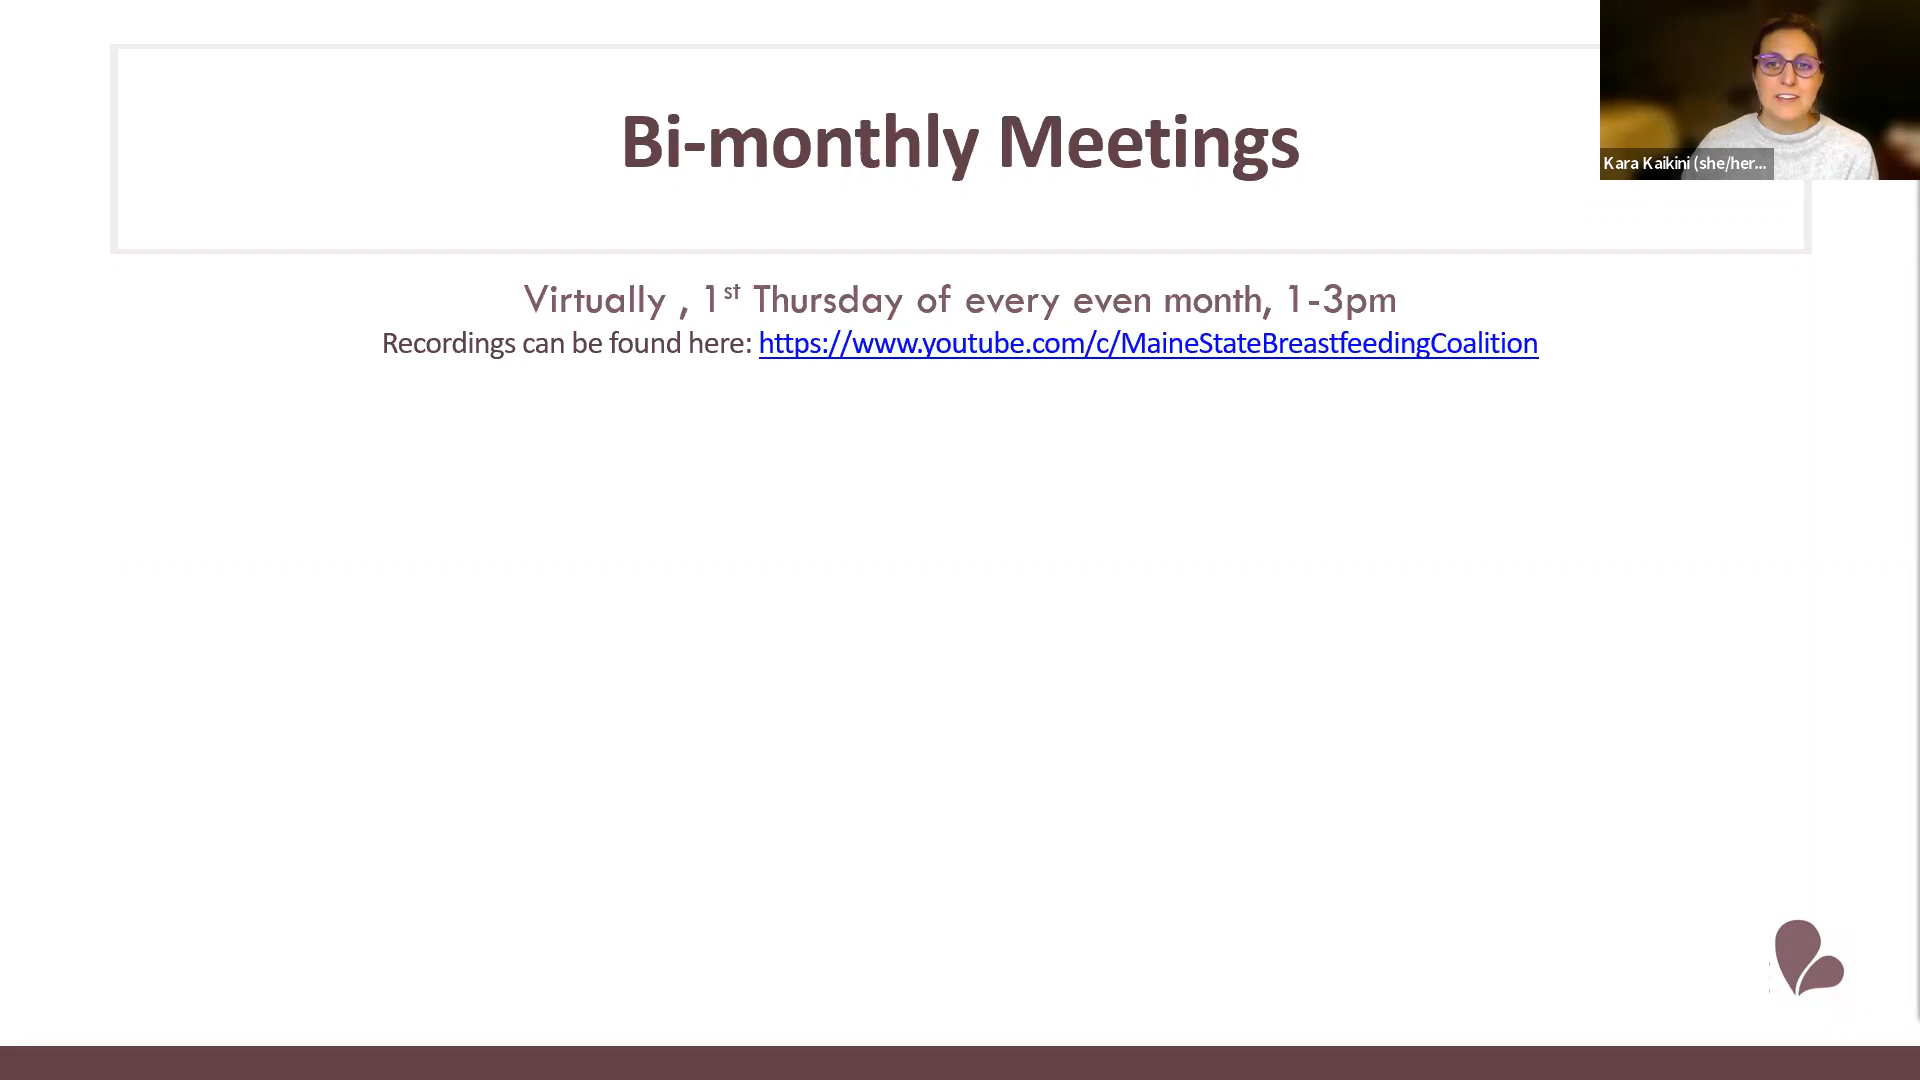 Bi-monthly Meetings
Kara Kaikini (she/her...
Virtually , 1st Thursday of every even month, 1-3pm
Recordings can be found here: https://www.youtube.com/c/MaineStateBreastfeedingCoalition